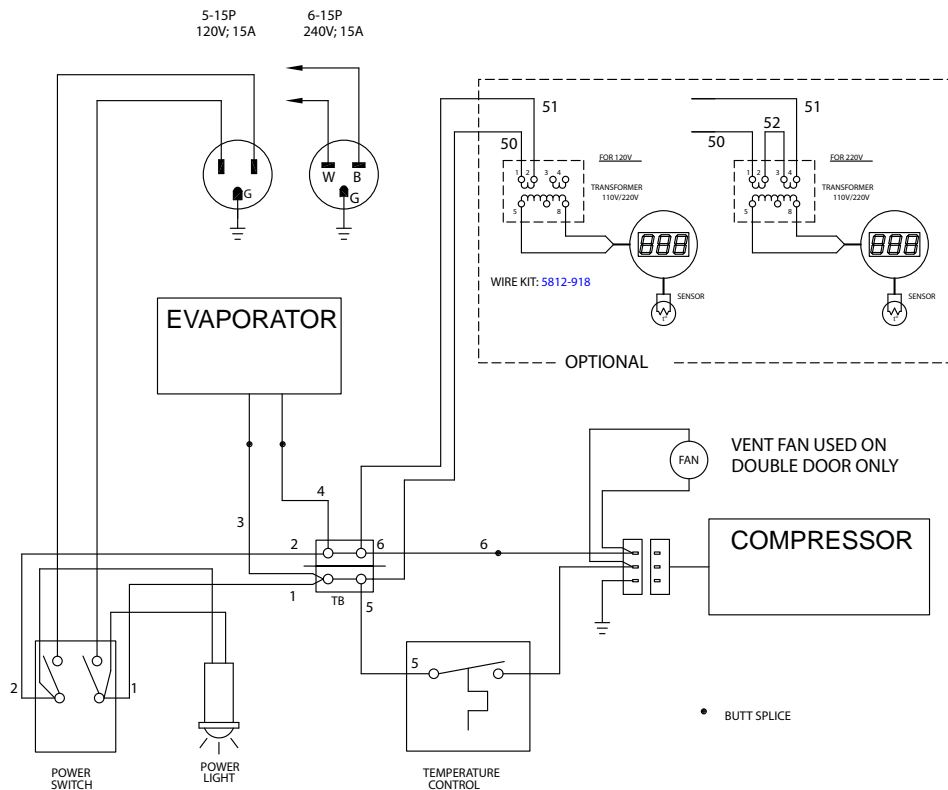 5-15P
120V; 15A
6-15P
240V; 15A
W
B
G
G
51
50
FOR 120V
1
2
3
4
TRANSFORMER
110V/220V
5
8
888
SENSOR
t°
WIRE KIT: 5812-918
51
52
50
FOR 220V
1
2
3
4
TRANSFORMER
110V/220V
5
8
888
SENSOR
t°
OPTIONAL
EVAPORATOR
FAN
VENT FAN USED ON
DOUBLE DOOR ONLY
4
3
2
6
6
1
TB
5
COMPRESSOR
5
2
1
POWER
SWITCH
POWER
LIGHT
TEMPERATURE
CONTROL
BUTT SPLICE